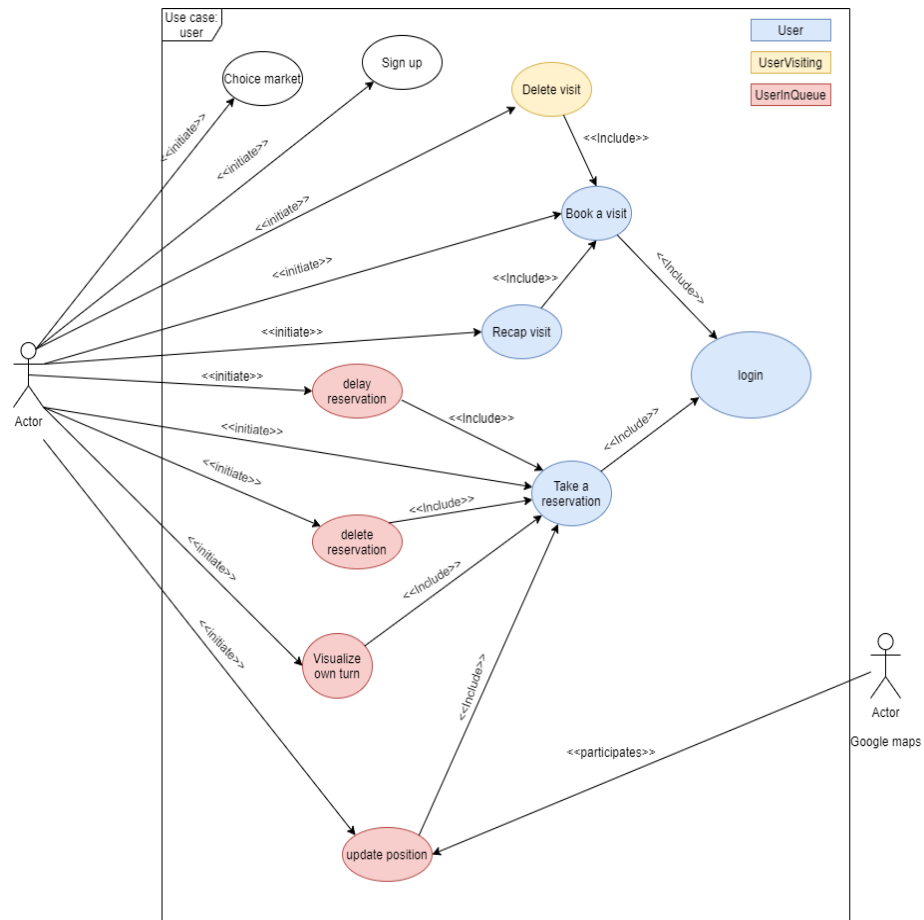 Use case:
user
User
UserVisiting
UserInQueue
Choice market
Sign up
Delete visit
<<initiate>>
<<initiate>>
<<Include>>
<<initiate>>
Book a visit
<<initiate>>
<<Include>>
<<Include>>
<<initiate>>
Recap visit
<<initiate>>
delay
reservation
login
Actor
<<Include>>
<<initiate>>
<<Include>>
<<initiate>>
Take a
reservation
<<Include>>
delete
reservation
<<initiate>>
<<Include>>
Visualize
own turn
<<initiate>>
<<Include>>
Actor
Google maps
<<participates>>
update position